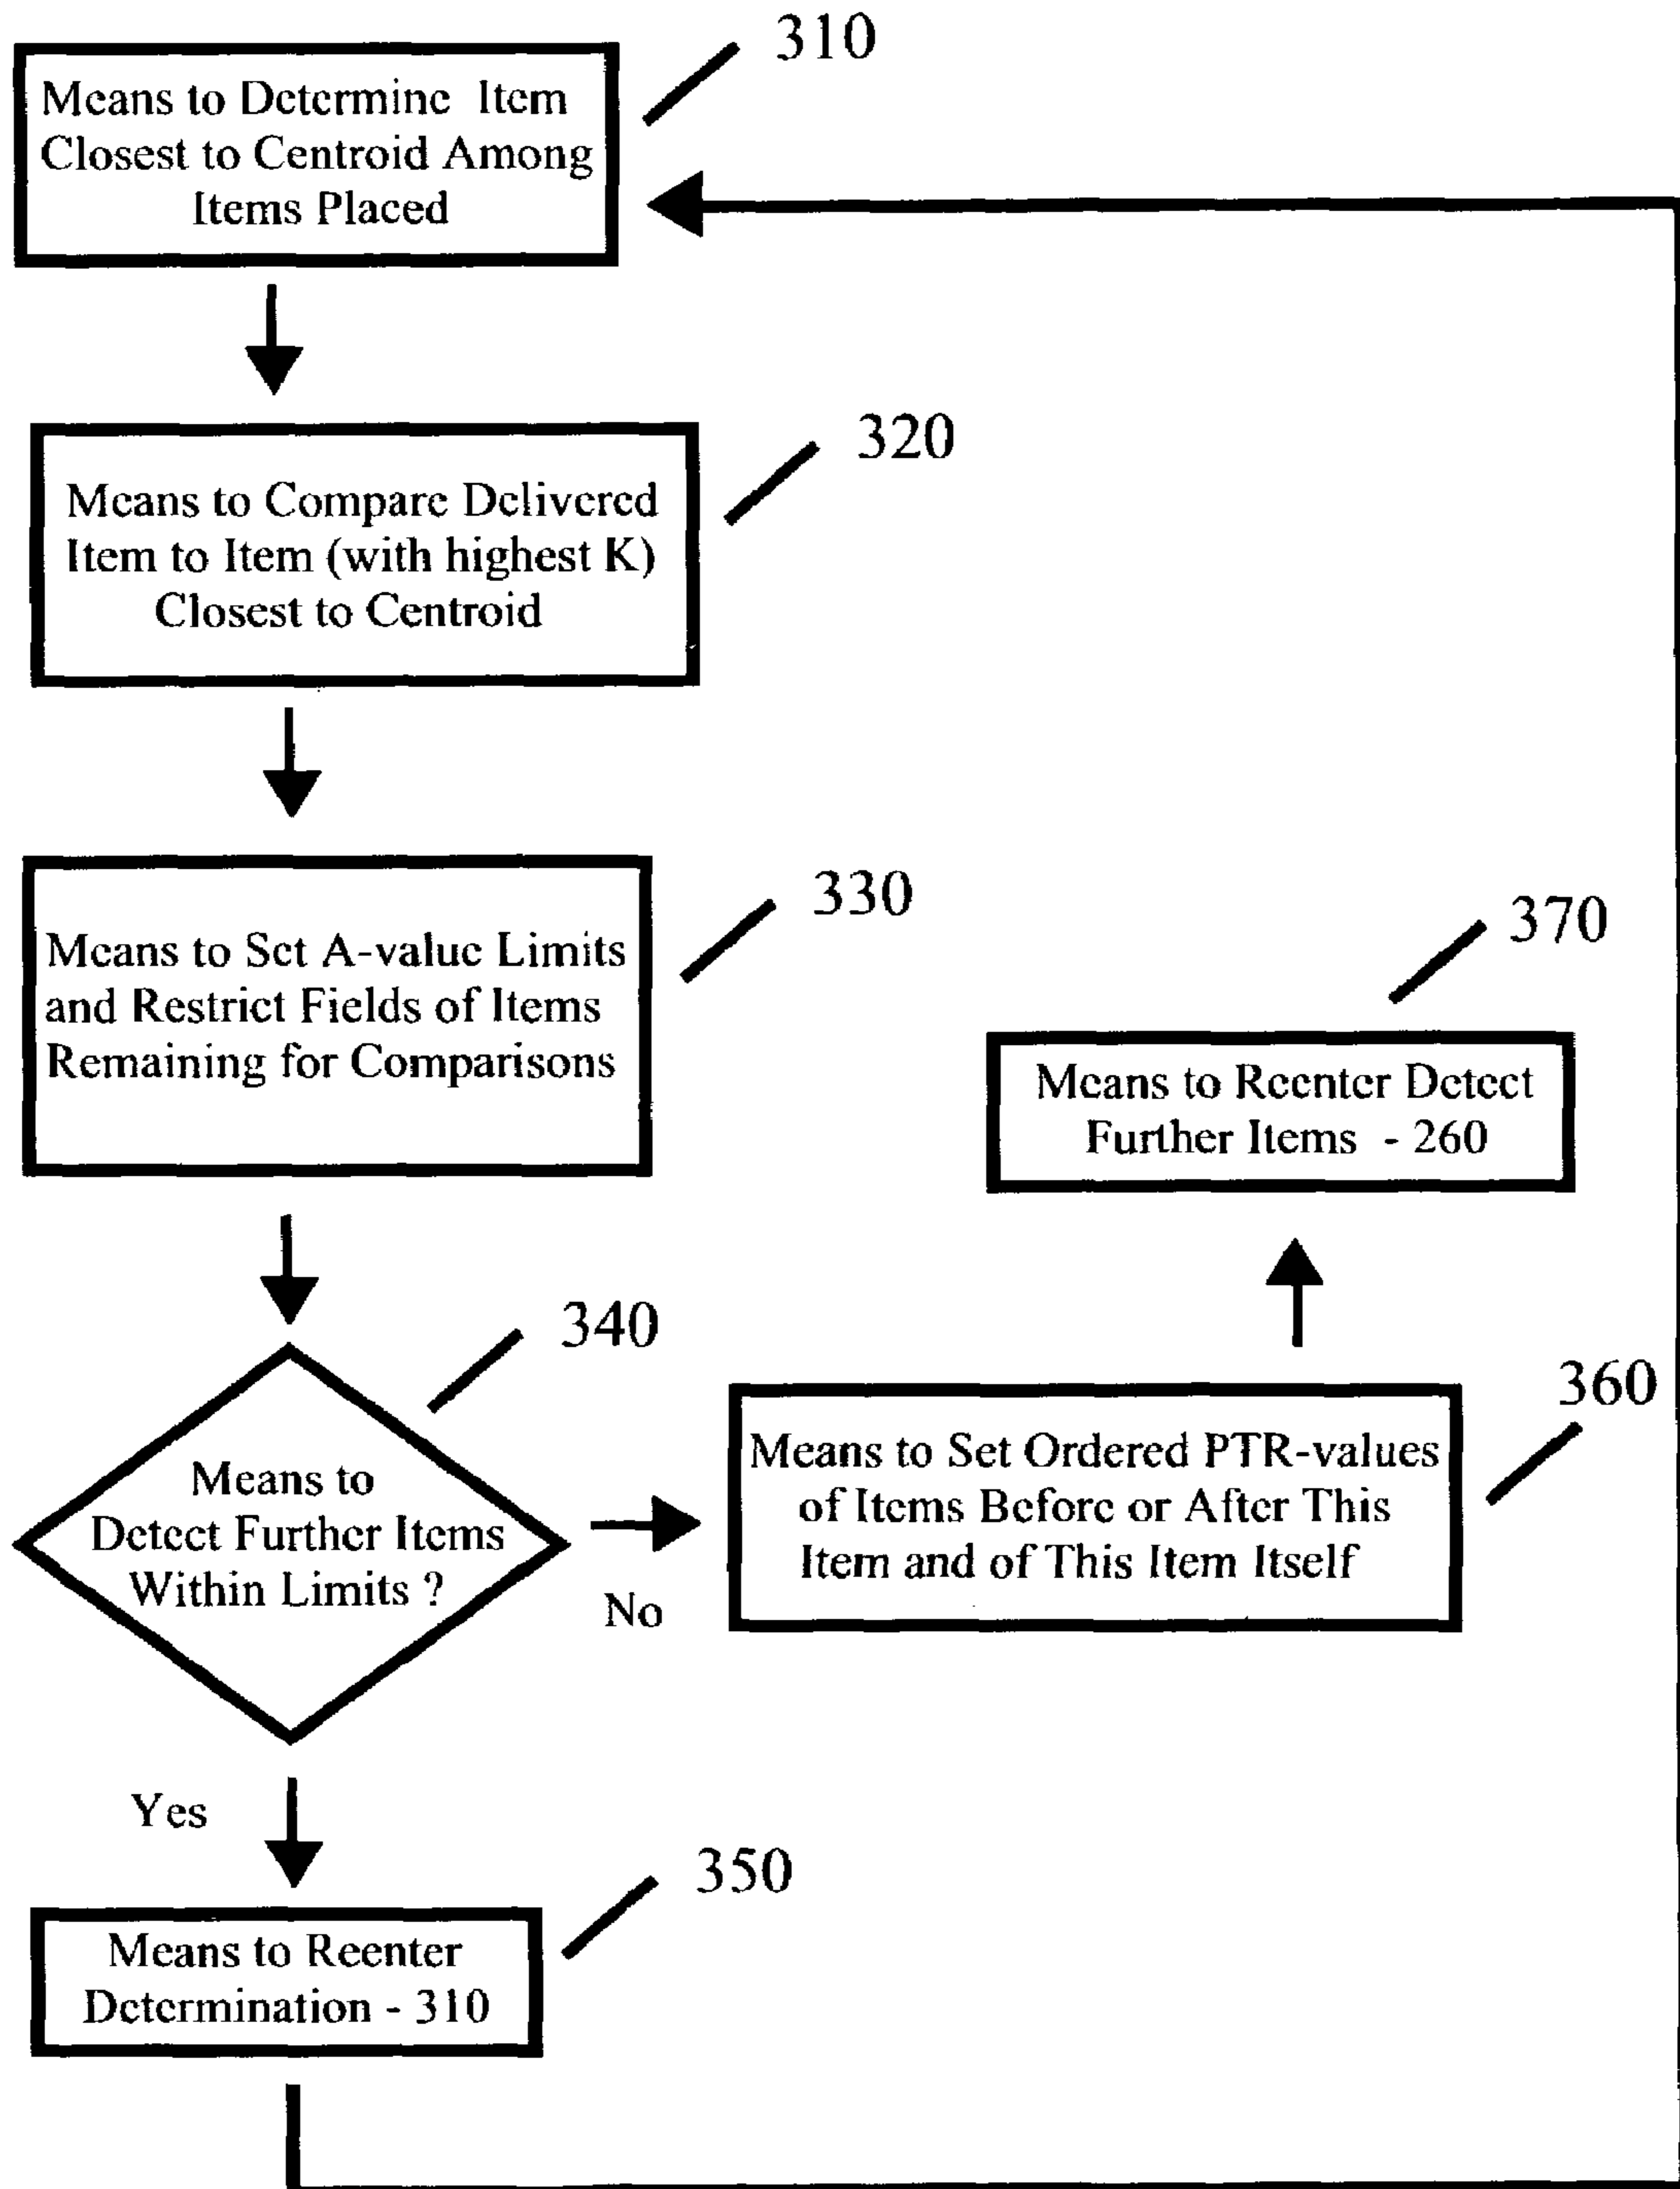 310
Means to Determine Item
Closest to Centroid Among
Items Placed
320
Means to Compare Delivered
Item to Item (with highest K)
Closest to Centroid
330
Means to Set A-value Limits
and Restrict Fields of Items
Remaining for Comparisons
370
Means to Reenter Detect
Further Items - 260
340
Means to
Detect Further Items
Within Limits ?
No
360
Means to Set Ordered PTR-values
of Items Before or After This
Item and of This Item Itself
Yes
350
Means to Reenter
Determination - 310